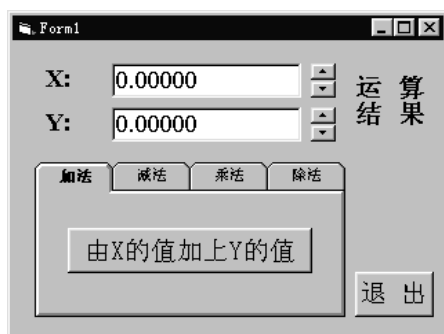 Form1
X: 0.00000
Y: 0.00000
运 算
结 果
加法 减法 乘法 除法
由X的值加上Y的值
退 出